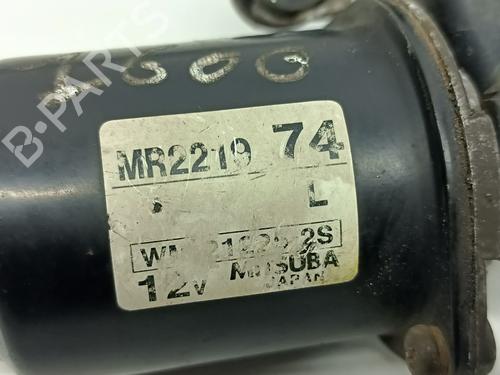 B-PARTS
MR2219 74
L
12V MITSUBA
JAPAN